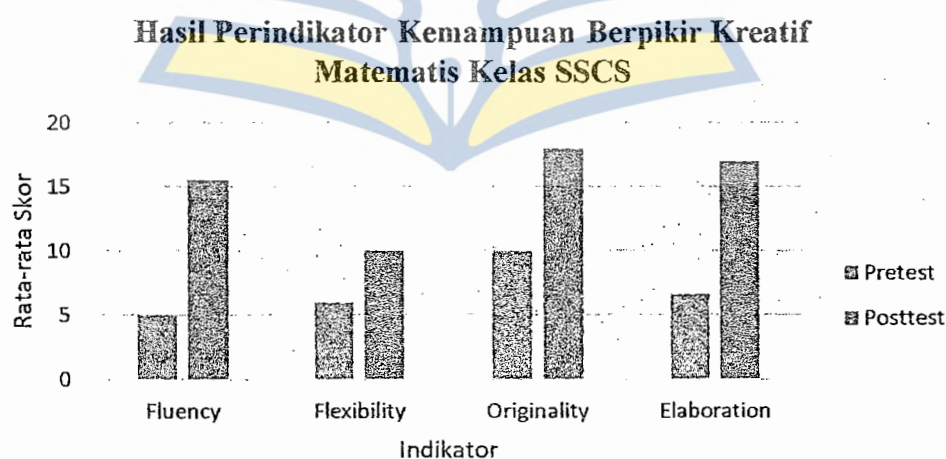 Hasil Perindikator Kemampuan Berpikir Kreatif
Matematis Kelas SSCS
20
15
10
5
0
Rata-rata Skor
Fluency
Flexibility
Originality
Elaboration
Indikator
Pretest
Posttest